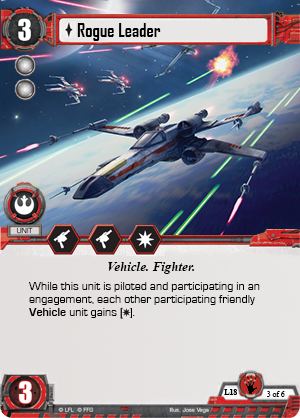 3
Rogue Leader
UNIT
Vehicle. Fighter.
While this unit is piloted and participating in an
engagement, each other participating friendly
Vehicle unit gains [✷].
3
© LFL © FFG
Illus. Jose Vega
L18
3 of 6